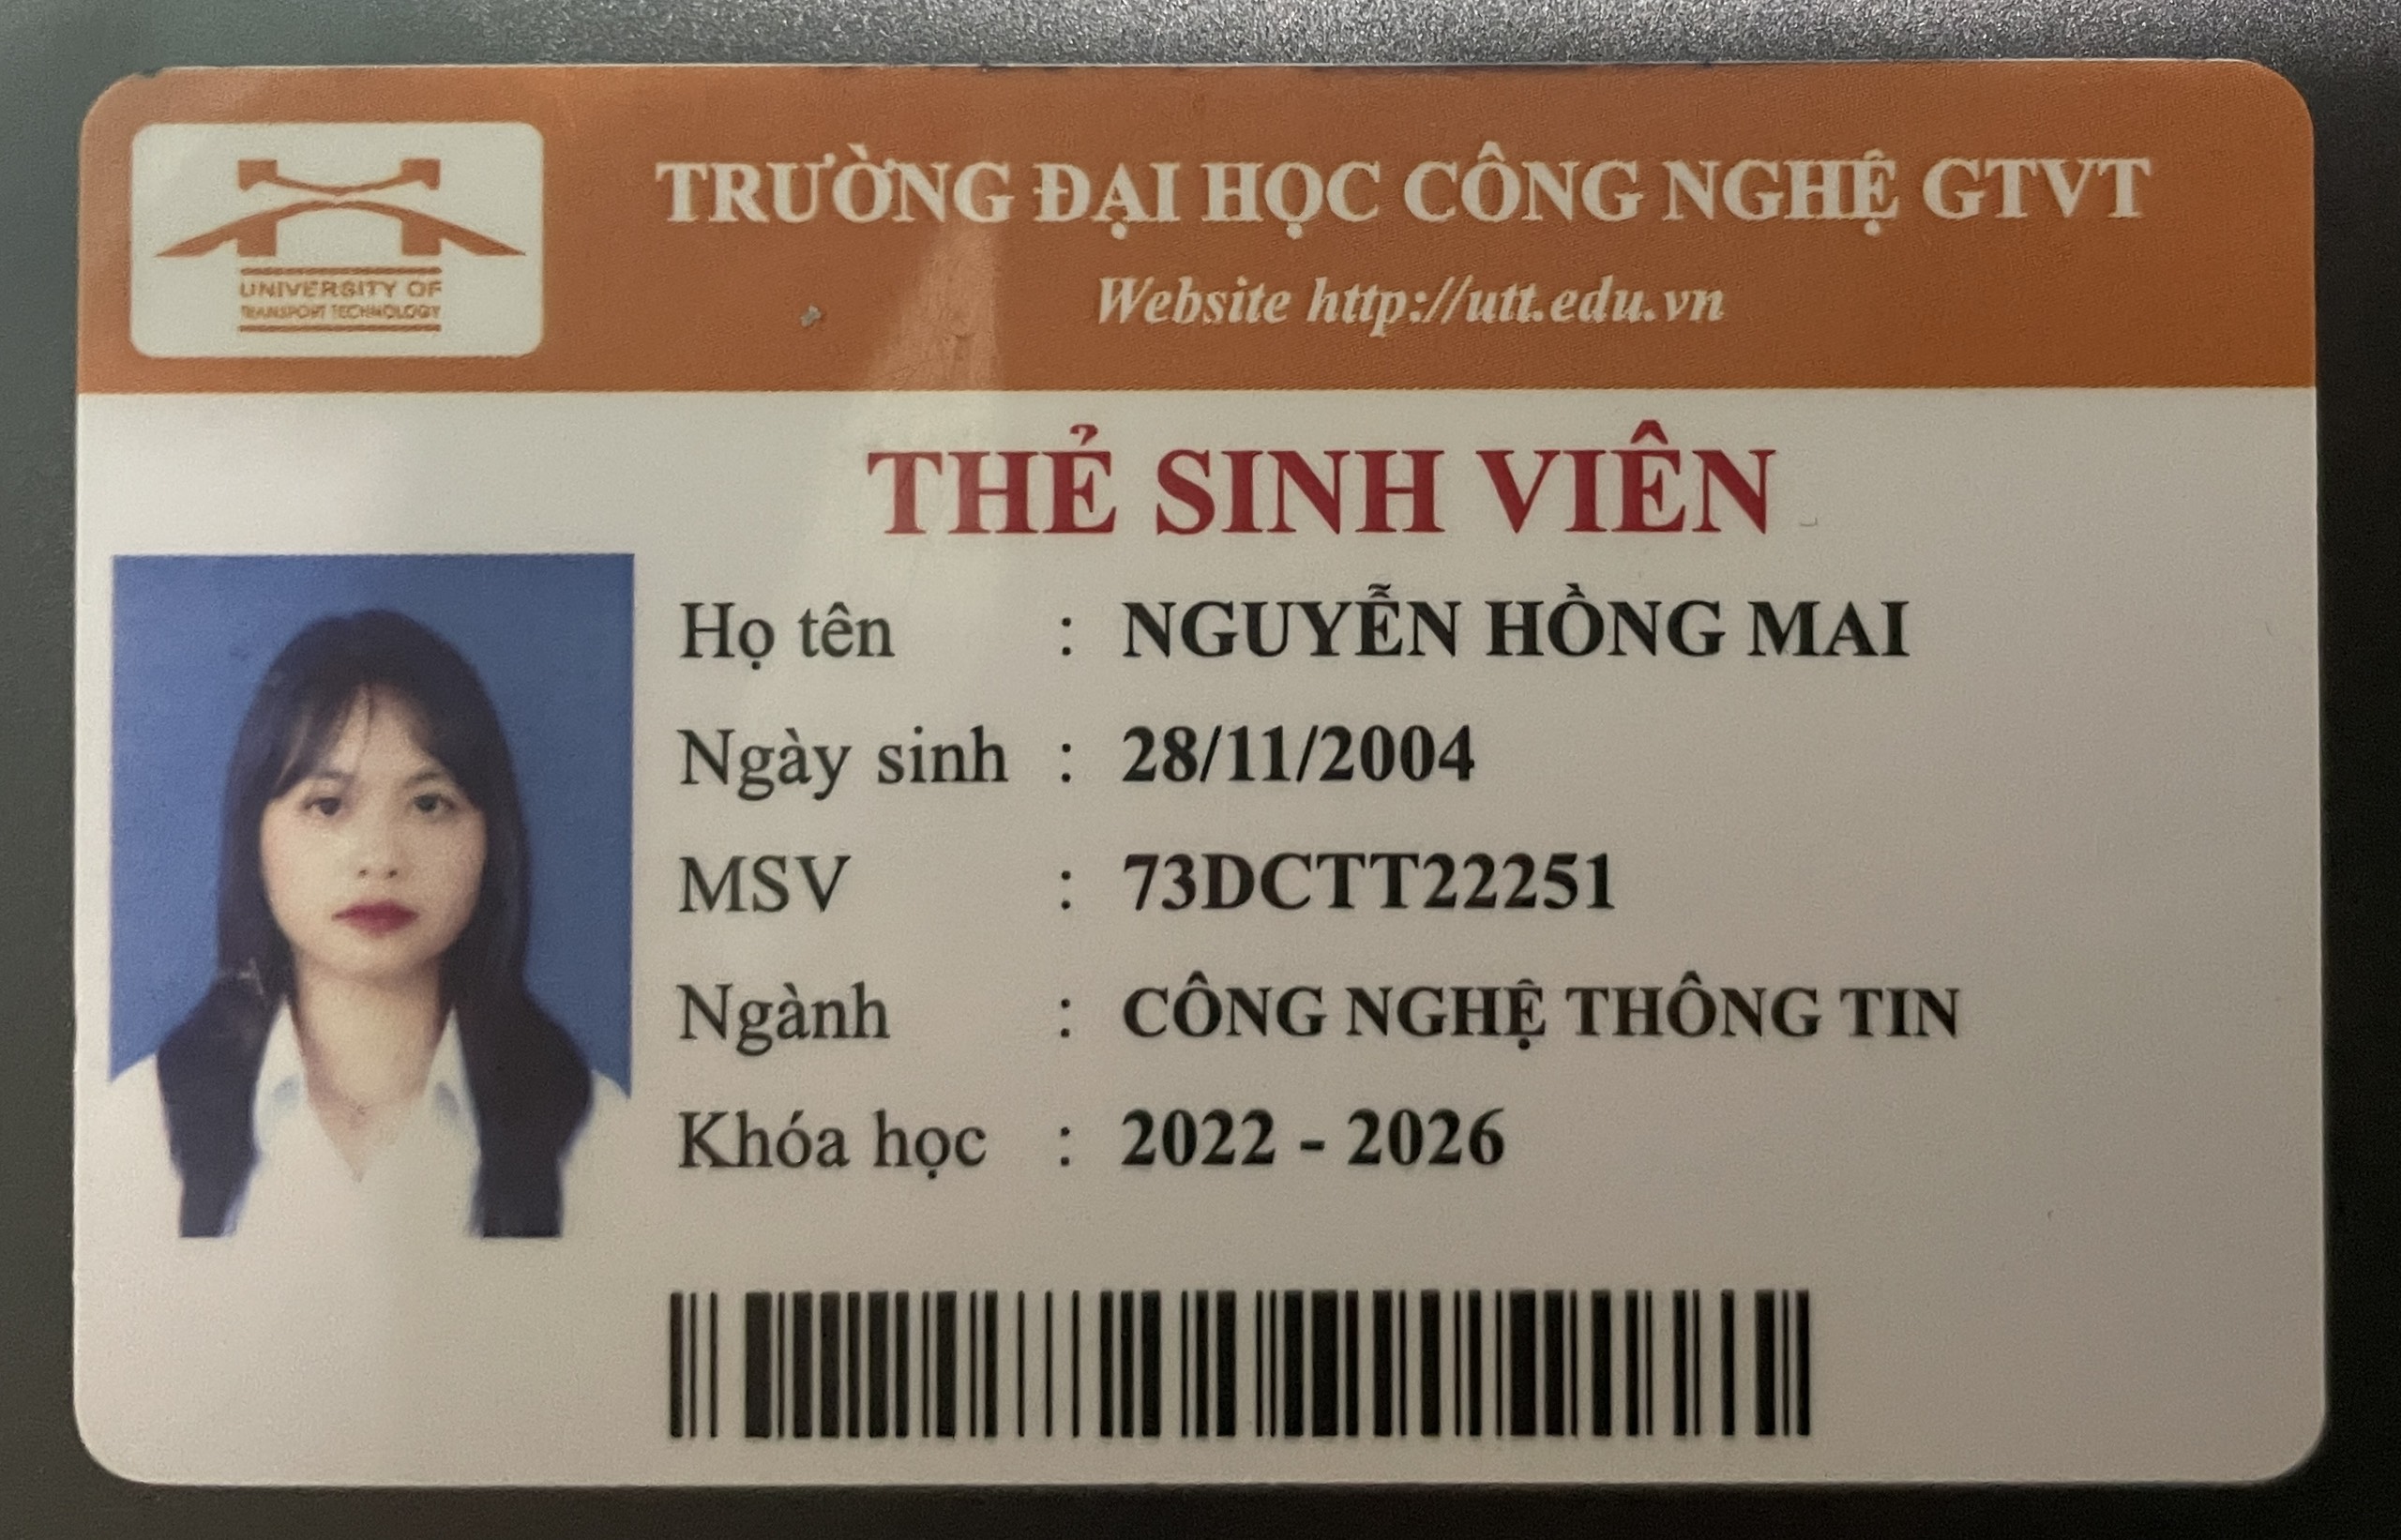 TRƯỜNG ĐẠI HỌC CÔNG NGHỆ GTVT
Website http://utt.edu.vn
UNIVERSITY OF
TRANSPORT TECHNOLOGY
THẺ SINH VIÊN
Họ tên : NGUYỄN HỒNG MAI
Ngày sinh : 28/11/2004
MSV : 73DCTT22251
Ngành : CÔNG NGHỆ THÔNG TIN
Khóa học : 2022 - 2026